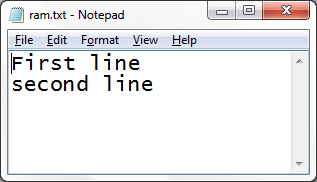 ram.txt - Notepad
File Edit Format View Help
First line
second line